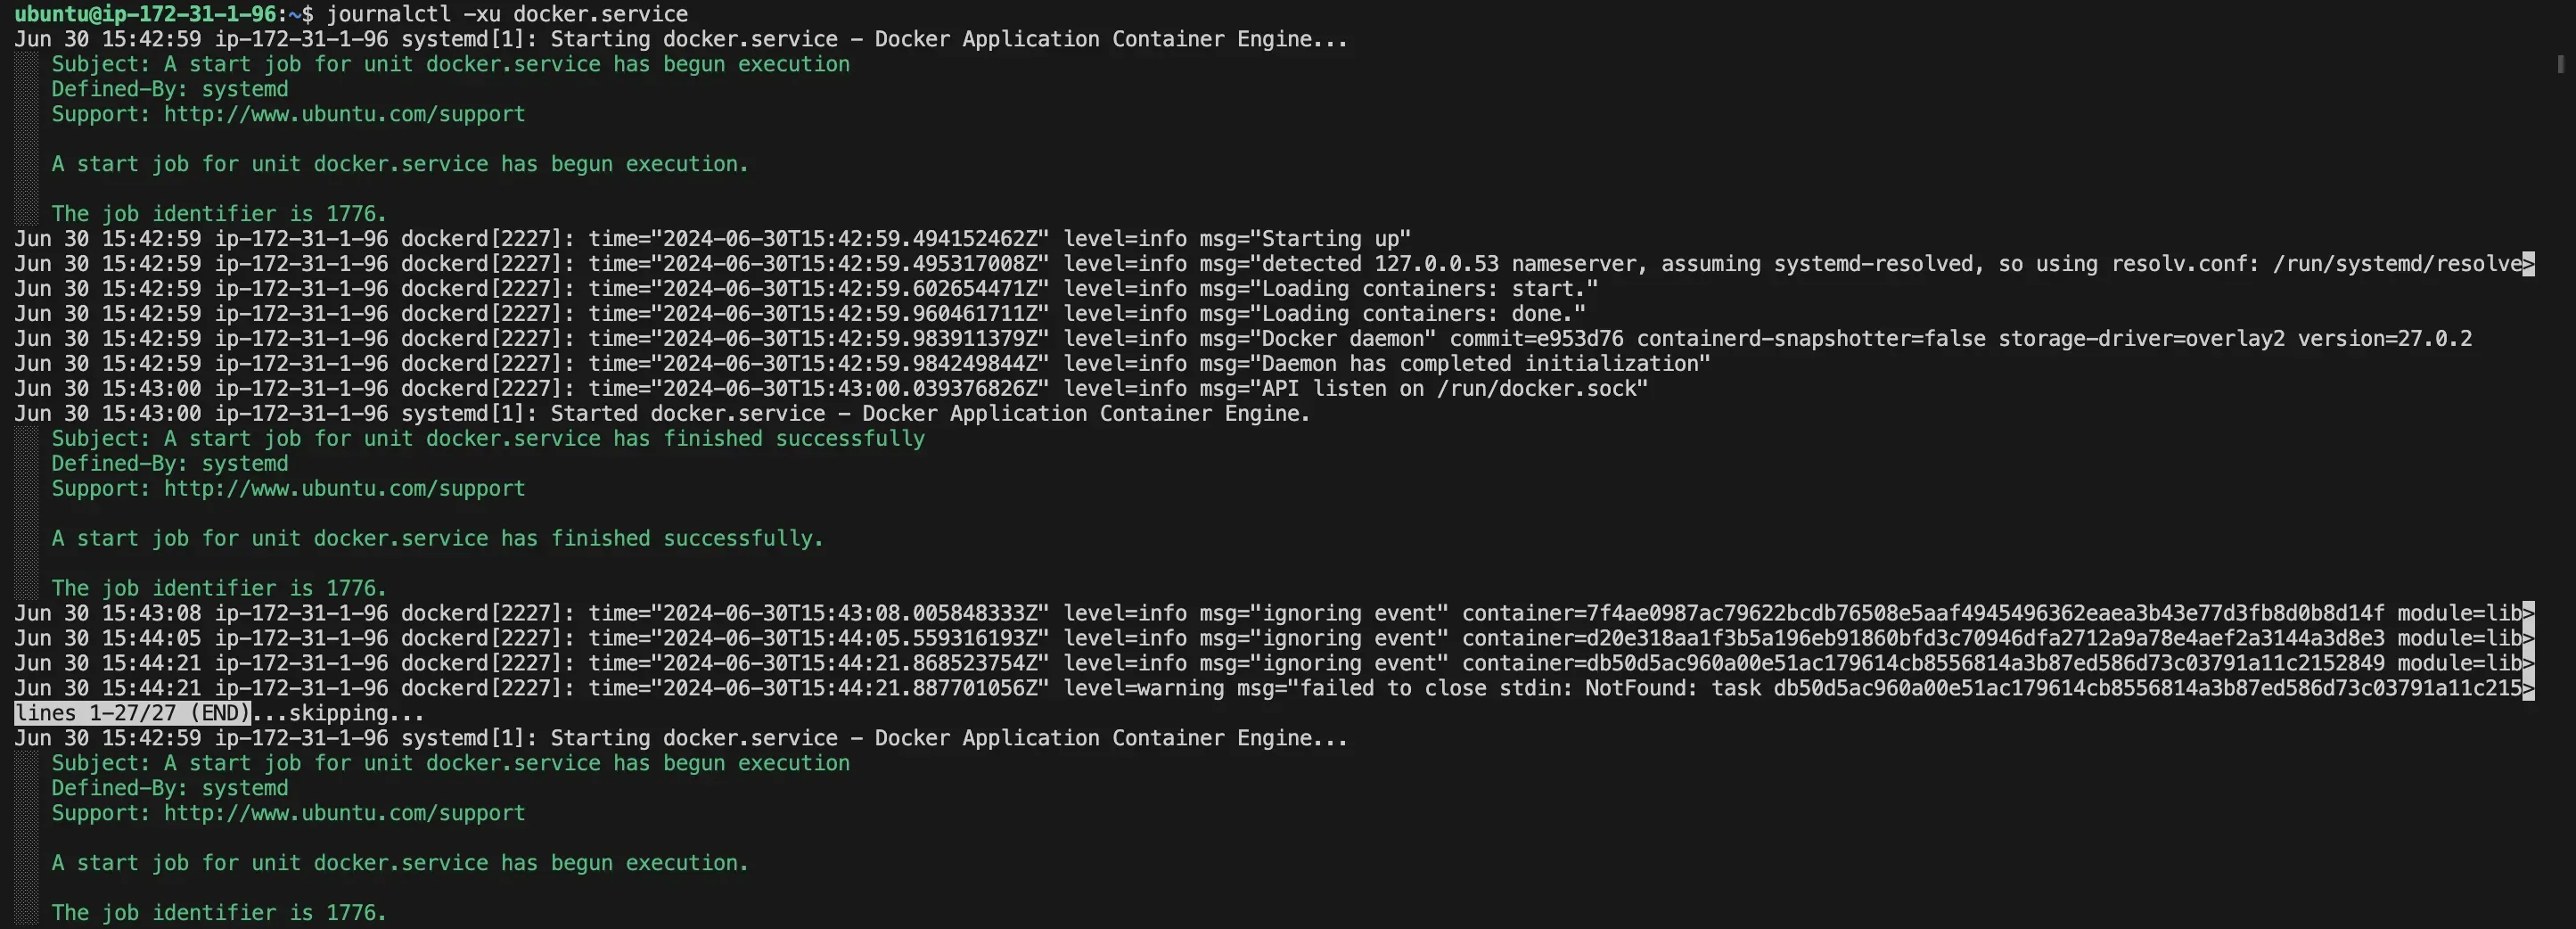 ubuntu@ip-172-31-1-96:~$ journalctl -xu docker.service
Jun 30 15:42:59 ip-172-31-1-96 systemd[1]: Starting docker.service - Docker Application Container Engine...
Subject: A start job for unit docker.service has begun execution
Defined-By: systemd
Support: http://www.ubuntu.com/support
A start job for unit docker.service has begun execution.
The job identifier is 1776.
Jun 30 15:42:59 ip-172-31-1-96 dockerd[2227]: time="2024-06-30T15:42:59.494152462Z" level=info msg="Starting up"
Jun 30 15:42:59 ip-172-31-1-96 dockerd[2227]: time="2024-06-30T15:42:59.495317008Z" level=info msg="detected 127.0.0.53 nameserver, assuming systemd-resolved, so using resolv.conf: /run/systemd/resolve>
Jun 30 15:42:59 ip-172-31-1-96 dockerd[2227]: time="2024-06-30T15:42:59.602654471Z" level=info msg="Loading containers: start."
Jun 30 15:42:59 ip-172-31-1-96 dockerd[2227]: time="2024-06-30T15:42:59.960461711Z" level=info msg="Loading containers: done."
Jun 30 15:42:59 ip-172-31-1-96 dockerd[2227]: time="2024-06-30T15:42:59.983911379Z" level=info msg="Docker daemon" commit=e953d76 containerd-snapshotter=false storage-driver=overlay2 version=27.0.2
Jun 30 15:42:59 ip-172-31-1-96 dockerd[2227]: time="2024-06-30T15:42:59.984249844Z" level=info msg="Daemon has completed initialization"
Jun 30 15:43:00 ip-172-31-1-96 dockerd[2227]: time="2024-06-30T15:43:00.039376826Z" level=info msg="API listen on /run/docker.sock"
Jun 30 15:43:00 ip-172-31-1-96 systemd[1]: Started docker.service - Docker Application Container Engine.
Subject: A start job for unit docker.service has finished successfully
Defined-By: systemd
Support: http://www.ubuntu.com/support
A start job for unit docker.service has finished successfully.
The job identifier is 1776.
Jun 30 15:43:08 ip-172-31-1-96 dockerd[2227]: time="2024-06-30T15:43:08.005848333Z" level=info msg="ignoring event" container=7f4ae0987ac79622bcdb76508e5aaf4945496362eaea3b43e77d3fb8d0b8d14f module=lib>
Jun 30 15:44:05 ip-172-31-1-96 dockerd[2227]: time="2024-06-30T15:44:05.559316193Z" level=info msg="ignoring event" container=d20e318aa1f3b5a196eb91860bfd3c70946dfa2712a9a78e4aef2a3144a3d8e3 module=lib>
Jun 30 15:44:21 ip-172-31-1-96 dockerd[2227]: time="2024-06-30T15:44:21.868523754Z" level=info msg="ignoring event" container=db50d5ac960a00e51ac179614cb8556814a3b87ed586d73c03791a11c2152849 module=lib>
Jun 30 15:44:21 ip-172-31-1-96 dockerd[2227]: time="2024-06-30T15:44:21.887701056Z" level=warning msg="failed to close stdin: NotFound: task db50d5ac960a00e51ac179614cb8556814a3b87ed586d73c03791a11c215>
lines 1-27/27 (END)...skipping...
Jun 30 15:42:59 ip-172-31-1-96 systemd[1]: Starting docker.service - Docker Application Container Engine...
Subject: A start job for unit docker.service has begun execution
Defined-By: systemd
Support: http://www.ubuntu.com/support
A start job for unit docker.service has begun execution.
The job identifier is 1776.